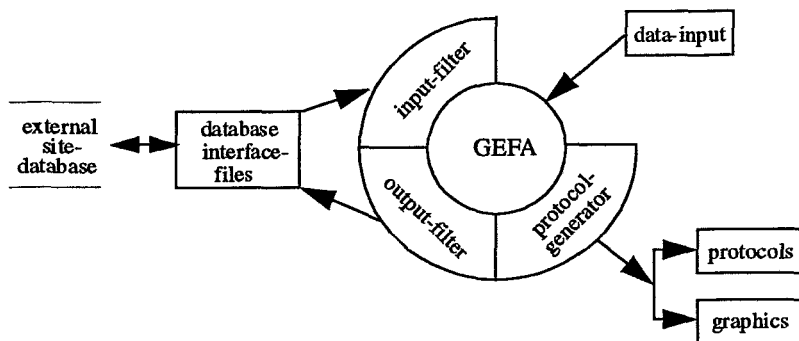 external
site-
database
database
interface-
files
input-filter
output-filter
GEFA
data-input
protocol-
generator
protocols
graphics